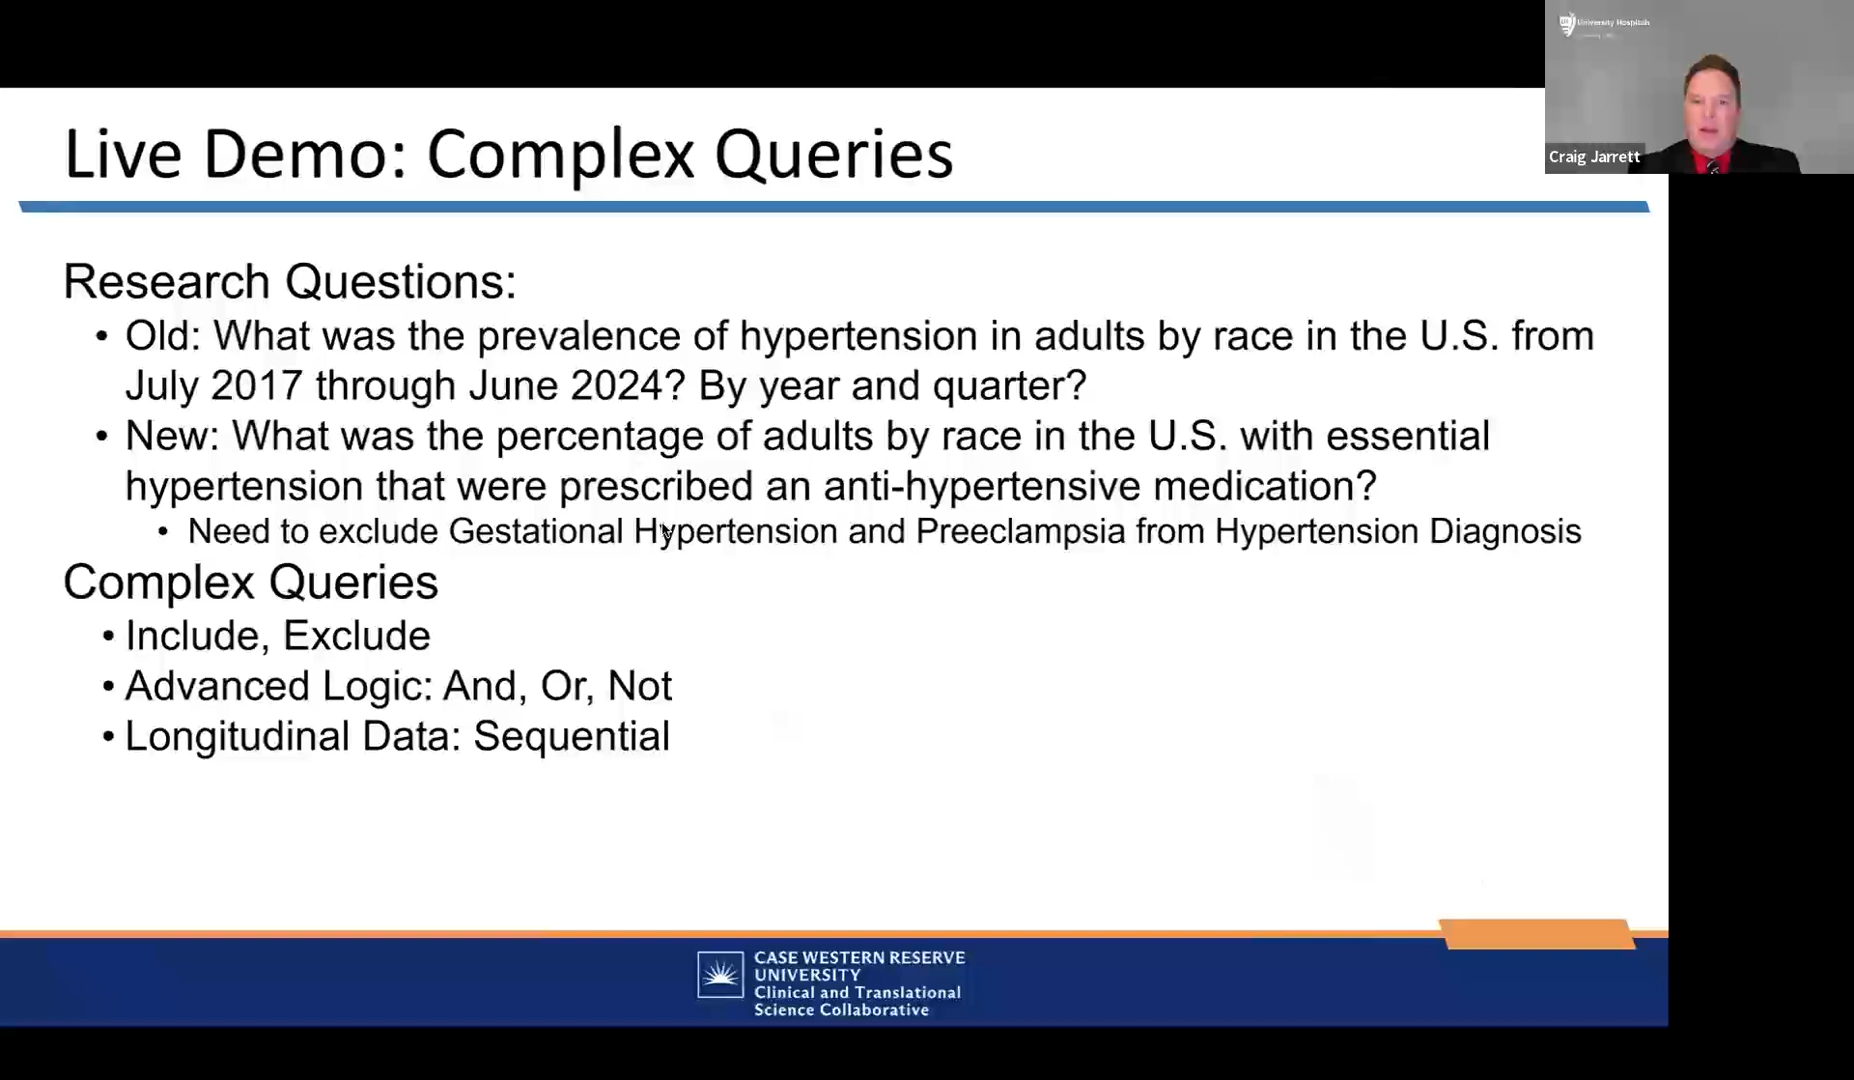 University Hospitals
Craig Jarrett
Live Demo: Complex Queries
Research Questions:
• Old: What was the prevalence of hypertension in adults by race in the U.S. from
July 2017 through June 2024? By year and quarter?
• New: What was the percentage of adults by race in the U.S. with essential
hypertension that were prescribed an anti-hypertensive medication?
• Need to exclude Gestational Hypertension and Preeclampsia from Hypertension Diagnosis
Complex Queries
• Include, Exclude
• Advanced Logic: And, Or, Not
• Longitudinal Data: Sequential
CASE WESTERN RESERVE
UNIVERSITY
Clinical and Translational
Science Collaborative